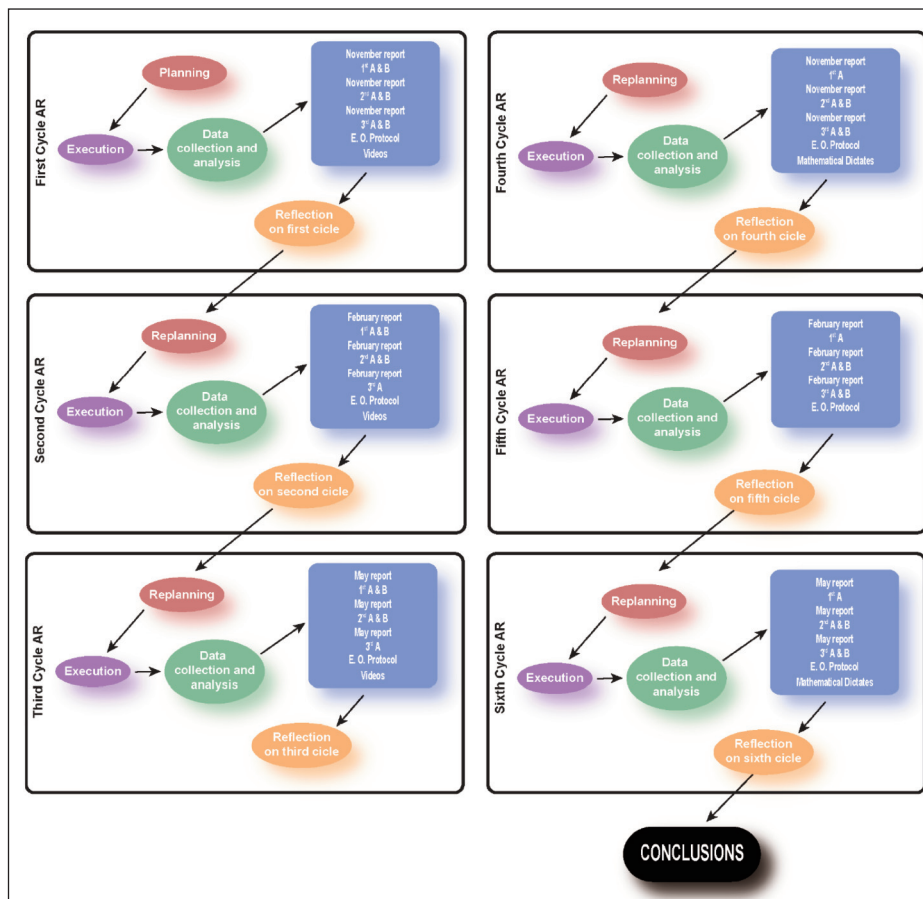 First Cycle AR
Planning
Execution
Data
collection and
analysis
November report
1st A & B
November report
2nd A & B
November report
3rd A & B
E. O. Protocol
Videos
Reflection
on first cicle
Second Cycle AR
Replanning
Execution
Data
collection and
analysis
February report
1st A & B
February report
2nd A & B
February report
3rd A
E. O. Protocol
Videos
Reflection
on second cicle
Third Cycle AR
Replanning
Execution
Data
collection and
analysis
May report
1st A & B
May report
2nd A & B
May report
3rd A
E. O. Protocol
Videos
Reflection
on third cicle
Fourth Cycle AR
Replanning
Execution
Data
collection and
analysis
November report
1st A
November report
2nd A & B
November report
3rd A & B
E. O. Protocol
Mathematical Dictates
Reflection
on fourth cicle
Fifth Cycle AR
Replanning
Execution
Data
collection and
analysis
February report
1st A
February report
2nd A & B
February report
3rd A & B
E. O. Protocol
Reflection
on fifth cicle
Sixth Cycle AR
Replanning
Execution
Data
collection and
analysis
May report
1st A
May report
2nd A & B
May report
3rd A & B
E. O. Protocol
Mathematical Dictates
Reflection
on sixth cicle
CONCLUSIONS